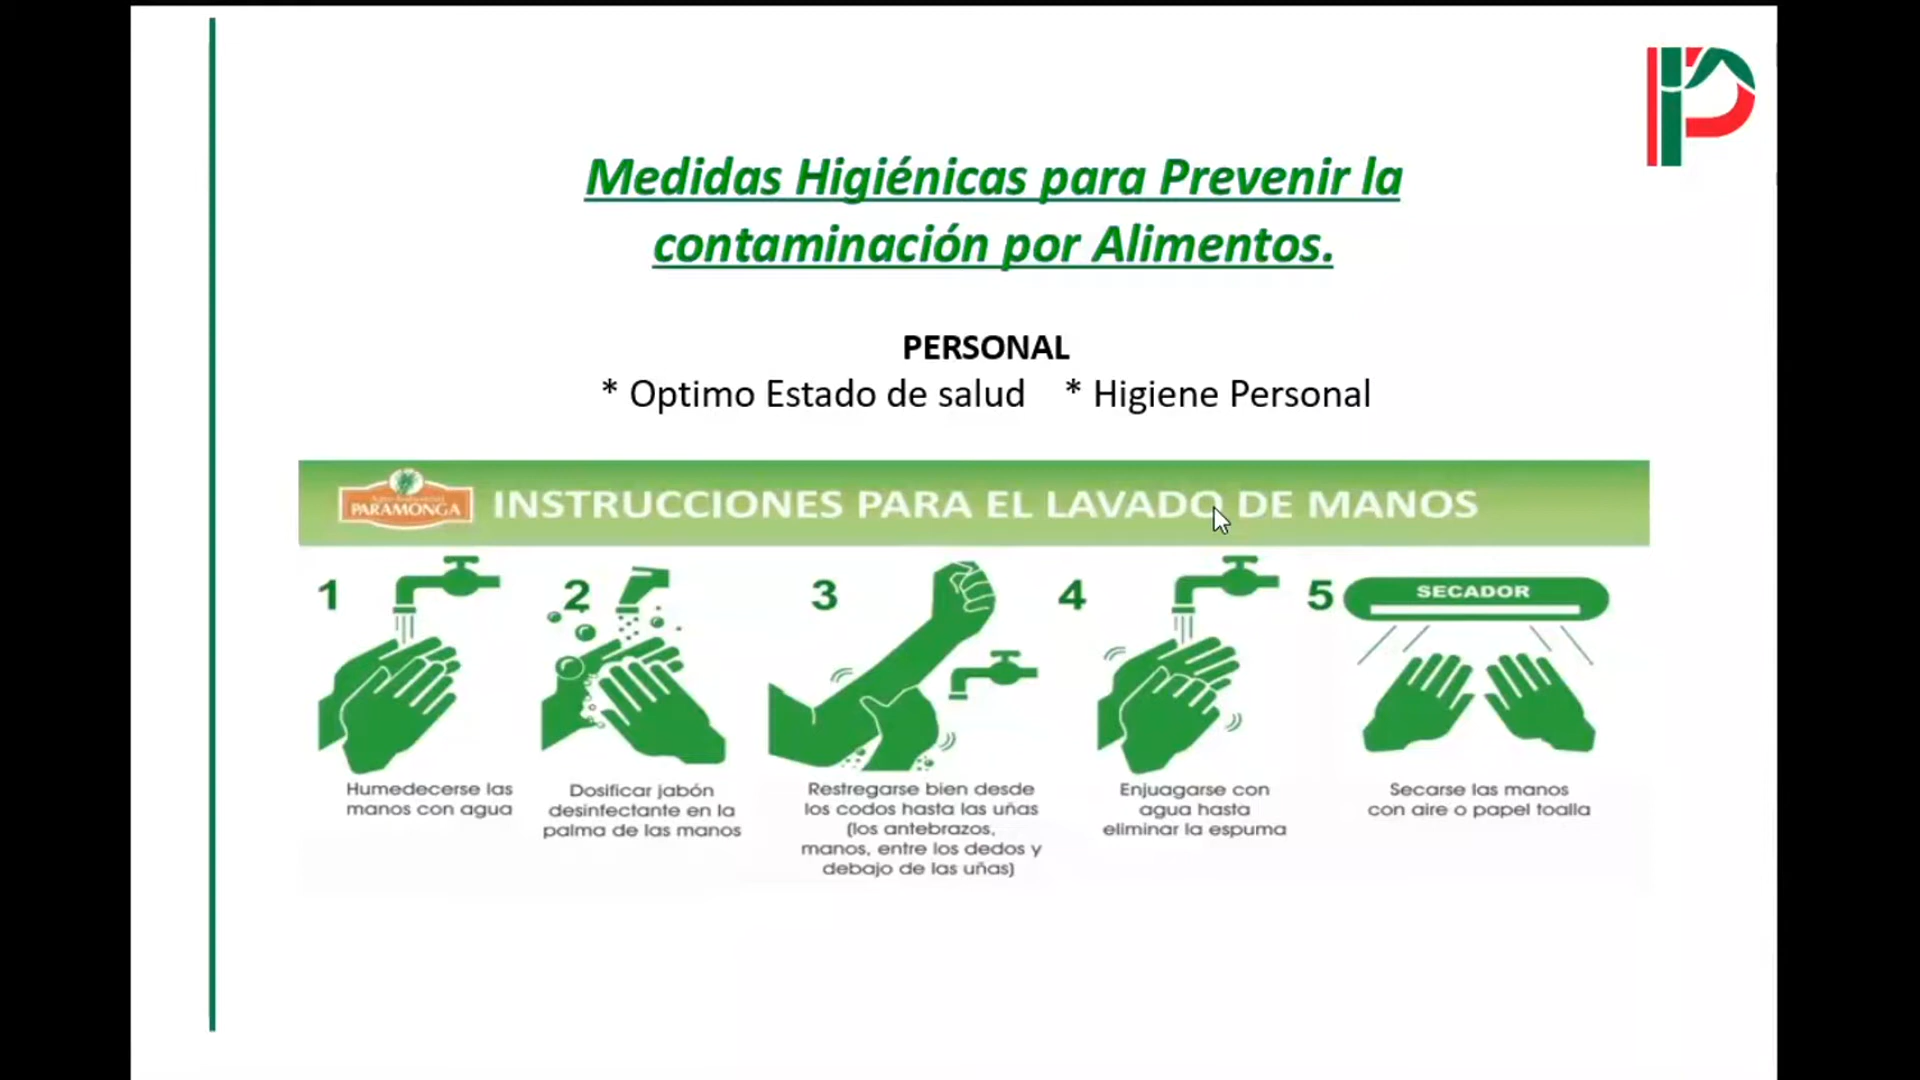 Medidas Higiénicas para Prevenir la
contaminación por Alimentos.
PERSONAL
* Optimo Estado de salud * Higiene Personal
PARAMONGA
INSTRUCCIONES PARA EL LAVADO DE MANOS
1
2
3
4
5
SECADOR
Humedecerse las
manos con agua
Dosificar jabón
desinfectante en la
palma de las manos
Restregarse bien desde
los codos hasta las uñas
(los antebrazos,
manos, entre los dedos y
debajo de las uñas)
Enjuagarse con
agua hasta
eliminar la espuma
Secarse las manos
con aire o papel toalla